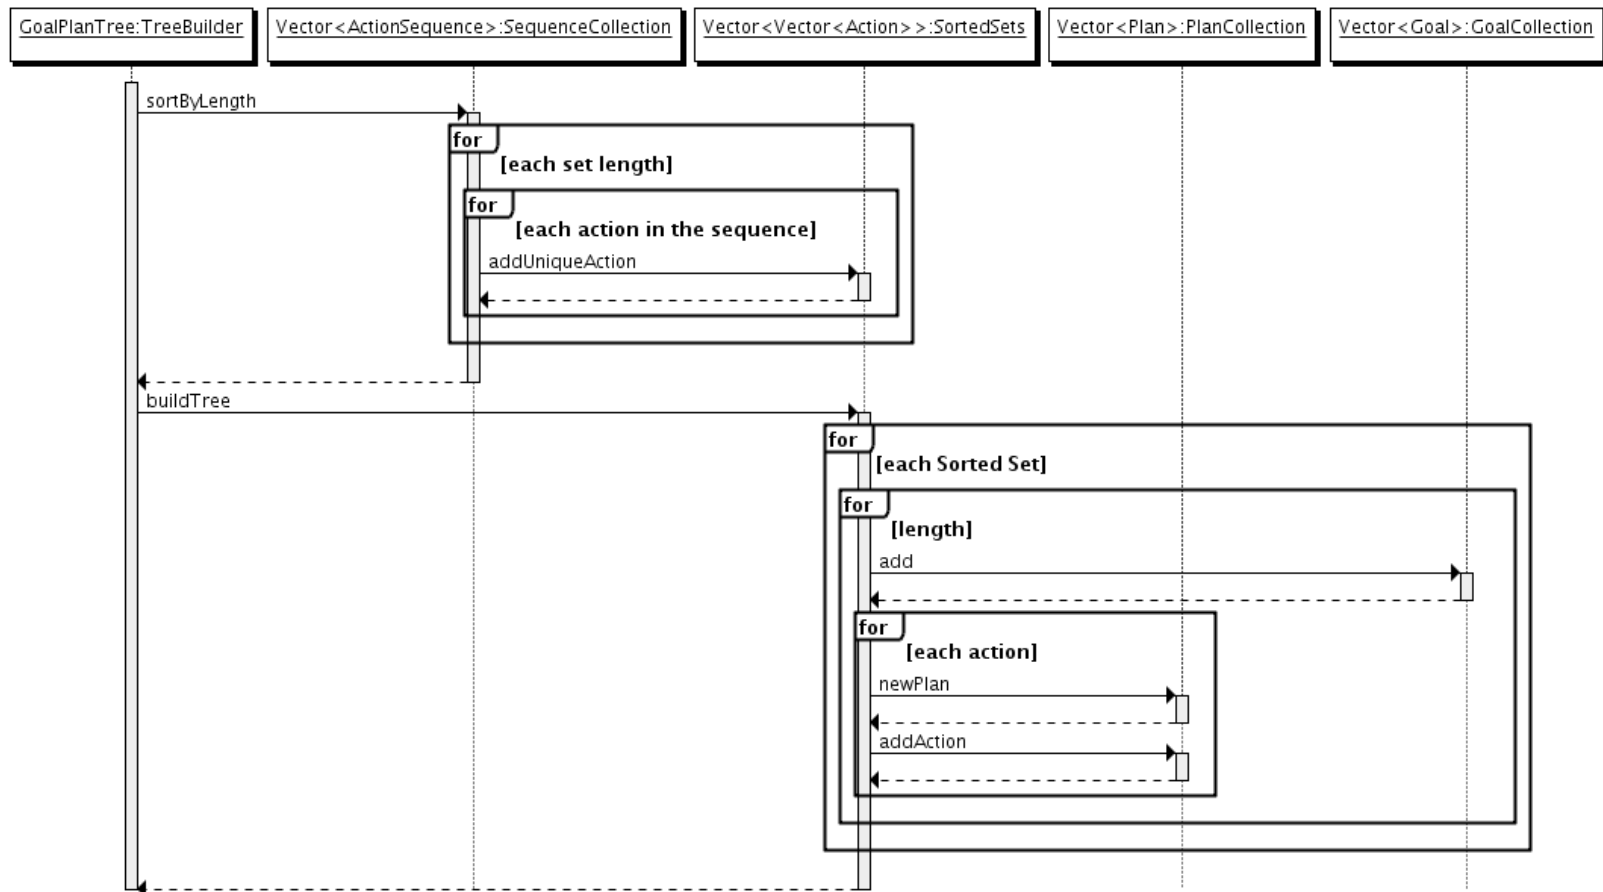 GoalPlanTree:TreeBuilder
Vector<ActionSequence>:SequenceCollection
Vector<Vector<Action>>:SortedSets
Vector<Plan>:PlanCollection
Vector<Goal>:GoalCollection
sortByLength
for
[each set length]
for
[each action in the sequence]
addUniqueAction
buildTree
for
[each Sorted Set]
for
[length]
add
for
[each action]
newPlan
addAction